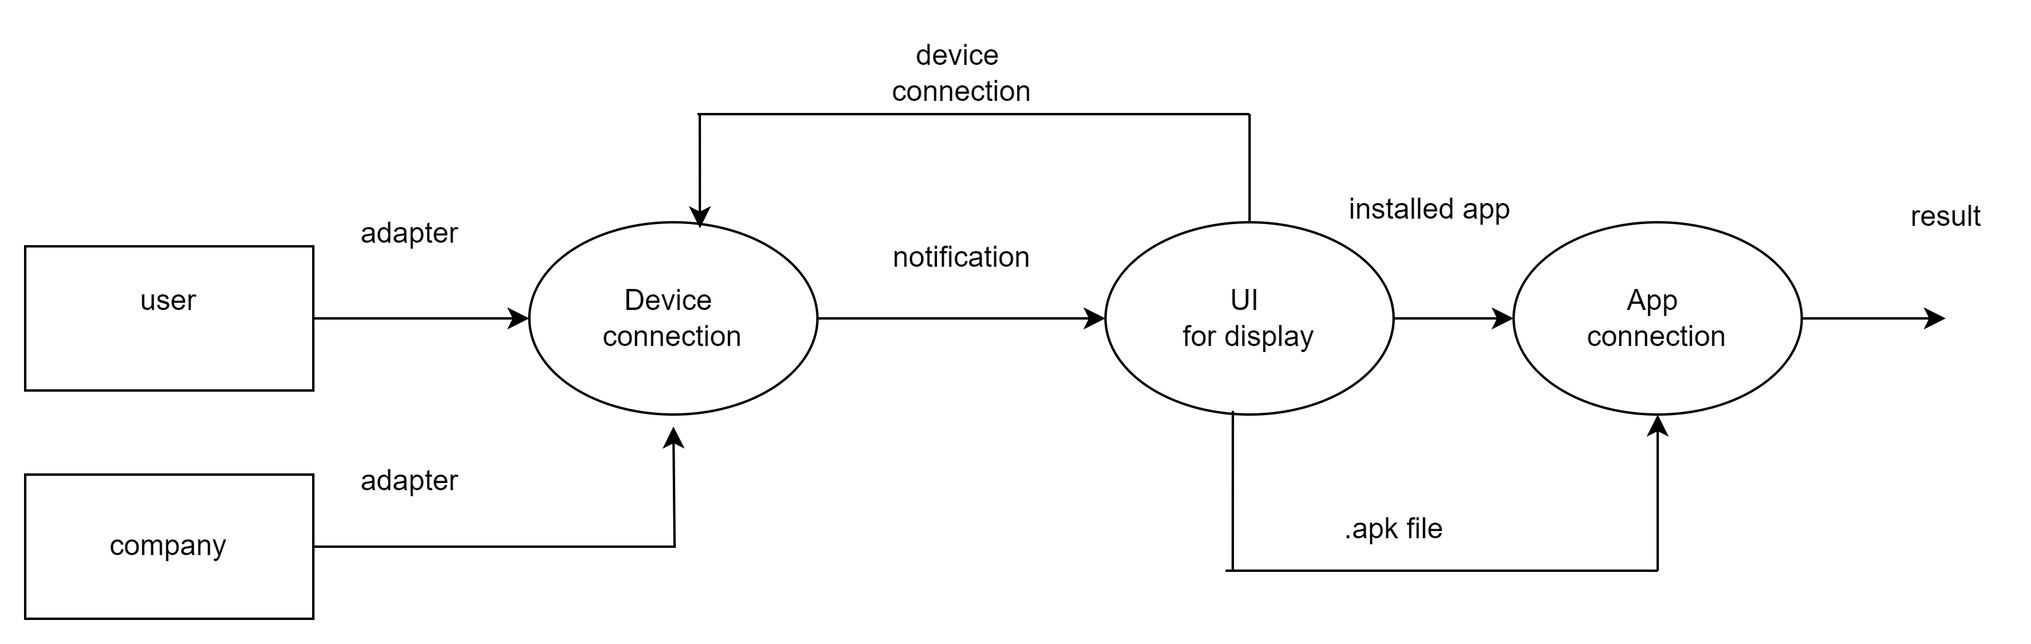 device
connection
installed app
result
adapter
notification
user
Device
connection
UI
for display
App
connection
adapter
.apk file
company